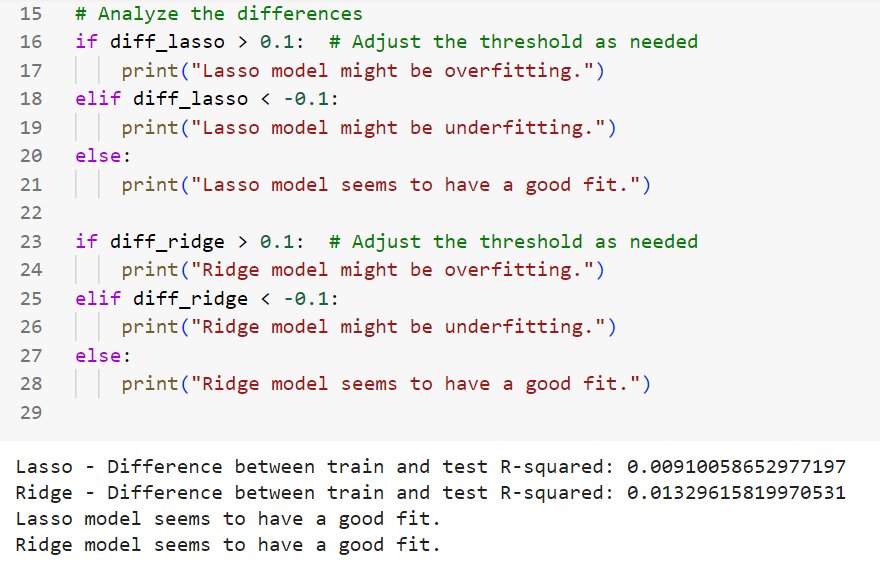 15 # Analyze the differences
16 if diff_lasso > 0.1: # Adjust the threshold as needed
17 print("Lasso model might be overfitting.")
18 elif diff_lasso < -0.1:
19 print("Lasso model might be underfitting.")
20 else:
21 print("Lasso model seems to have a good fit.")
22
23 if diff_ridge > 0.1: # Adjust the threshold as needed
24 print("Ridge model might be overfitting.")
25 elif diff_ridge < -0.1:
26 print("Ridge model might be underfitting.")
27 else:
28 print("Ridge model seems to have a good fit.")
29
Lasso - Difference between train and test R-squared: 0.00910058652977197
Ridge - Difference between train and test R-squared: 0.01329615819970531
Lasso model seems to have a good fit.
Ridge model seems to have a good fit.